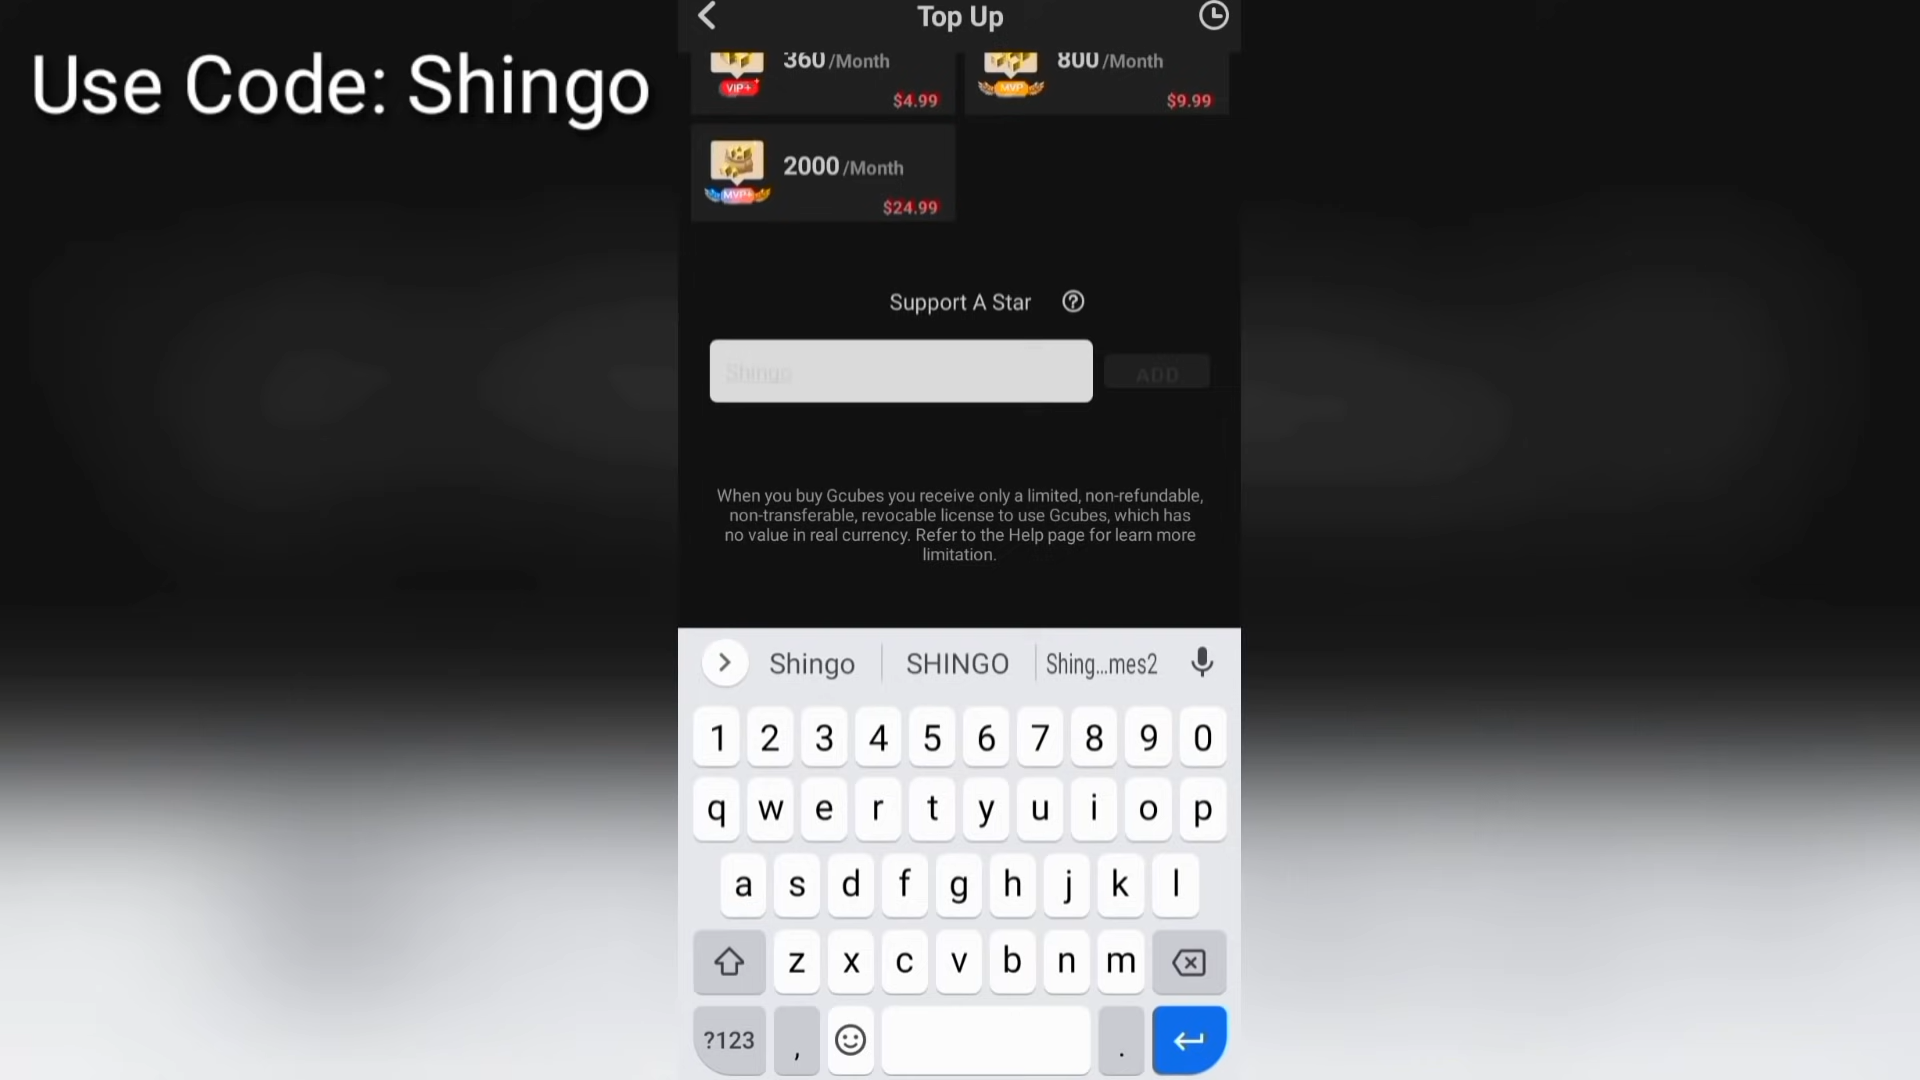 Use Code: Shingo
Top Up
360 /Month
VIP+
$4.99
800 /Month
MVP
$9.99
2000 /Month
MVP+
$24.99
Support A Star
Shingo
ADD
When you buy Gcubes you receive only a limited, non-refundable,
non-transferable, revocable license to use Gcubes, which has
no value in real currency. Refer to the Help page for learn more
limitation.
Shingo SHINGO Shing...mes2
1 2 3 4 5 6 7 8 9 0
q w e r t y u i o p
a s d f g h j k l
z x c v b n m
?123 , .